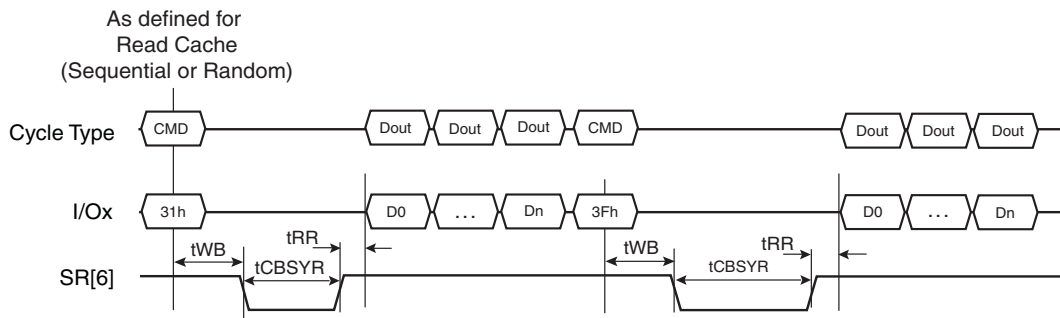 As defined for
Read Cache
(Sequential or Random)
Cycle Type CMD Dout Dout Dout CMD Dout Dout Dout
I/Ox 31h D0 ... Dn 3Fh D0 ... Dn
tWB tRR tWB tRR
SR[6] tCBSYR tCBSYR